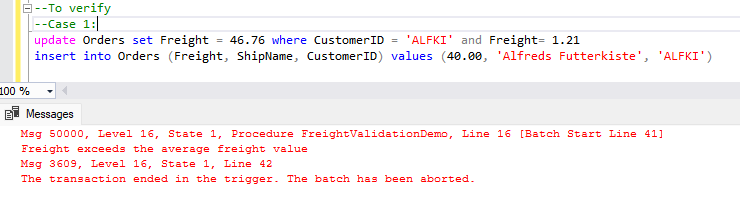 --To verify
--Case 1:
update Orders set Freight = 46.76 where CustomerID = 'ALFKI' and Freight= 1.21
insert into Orders (Freight, ShipName, CustomerID) values (40.00, 'Alfreds Futterkiste', 'ALFKI')
100 %
Messages
Msg 50000, Level 16, State 1, Procedure FreightValidationDemo, Line 16 [Batch Start Line 41]
Freight exceeds the average freight value
Msg 3609, Level 16, State 1, Line 42
The transaction ended in the trigger. The batch has been aborted.